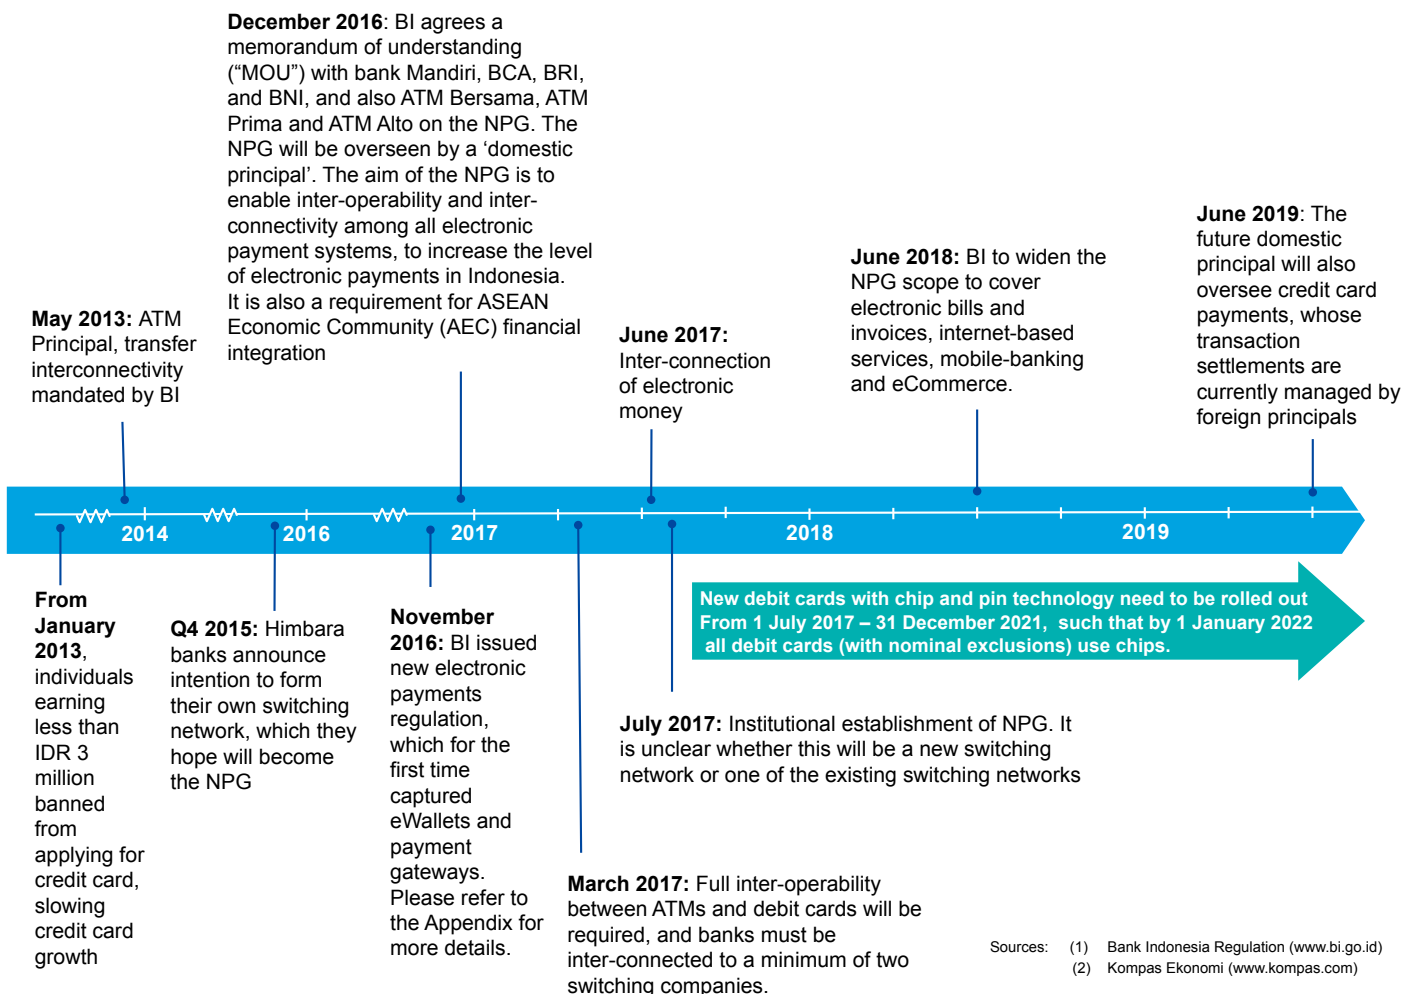 December 2016: BI agrees a
memorandum of understanding
(“MOU”) with bank Mandiri, BCA, BRI,
and BNI, and also ATM Bersama, ATM
Prima and ATM Alto on the NPG. The
NPG will be overseen by a ‘domestic
principal’. The aim of the NPG is to
enable inter-operability and inter-
connectivity among all electronic
payment systems, to increase the level
of electronic payments in Indonesia.
It is also a requirement for ASEAN
Economic Community (AEC) financial
integration
May 2013: ATM
Principal, transfer
interconnectivity
mandated by BI
June 2017:
Inter-connection
of electronic
money
June 2018: BI to widen the
NPG scope to cover
electronic bills and
invoices, internet-based
services, mobile-banking
and eCommerce.
June 2019: The
future domestic
principal will also
oversee credit card
payments, whose
transaction
settlements are
currently managed by
foreign principals
2014
2016
2017
2018
2019
From
January
2013,
individuals
earning
less than
IDR 3
million
banned
from
applying for
credit card,
slowing
credit card
growth
Q4 2015: Himbara
banks announce
intention to form
their own switching
network, which they
hope will become
the NPG
November
2016: BI issued
new electronic
payments
regulation,
which for the
first time
captured
eWallets and
payment
gateways.
Please refer to
the Appendix for
more details.
New debit cards with chip and pin technology need to be rolled out
From 1 July 2017 – 31 December 2021, such that by 1 January 2022
all debit cards (with nominal exclusions) use chips.
July 2017: Institutional establishment of NPG. It
is unclear whether this will be a new switching
network or one of the existing switching networks
March 2017: Full inter-operability
between ATMs and debit cards will be
required, and banks must be
inter-connected to a minimum of two
switching companies.
Sources: (1) Bank Indonesia Regulation (www.bi.go.id)
(2) Kompas Ekonomi (www.kompas.com)